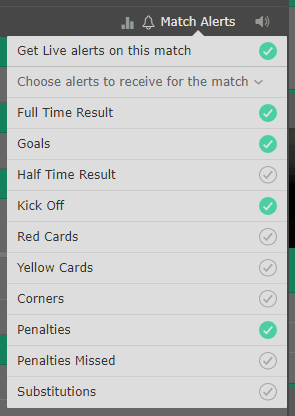 Match Alerts
Get Live alerts on this match
Choose alerts to receive for the match
Full Time Result
Goals
Half Time Result
Kick Off
Red Cards
Yellow Cards
Corners
Penalties
Penalties Missed
Substitutions